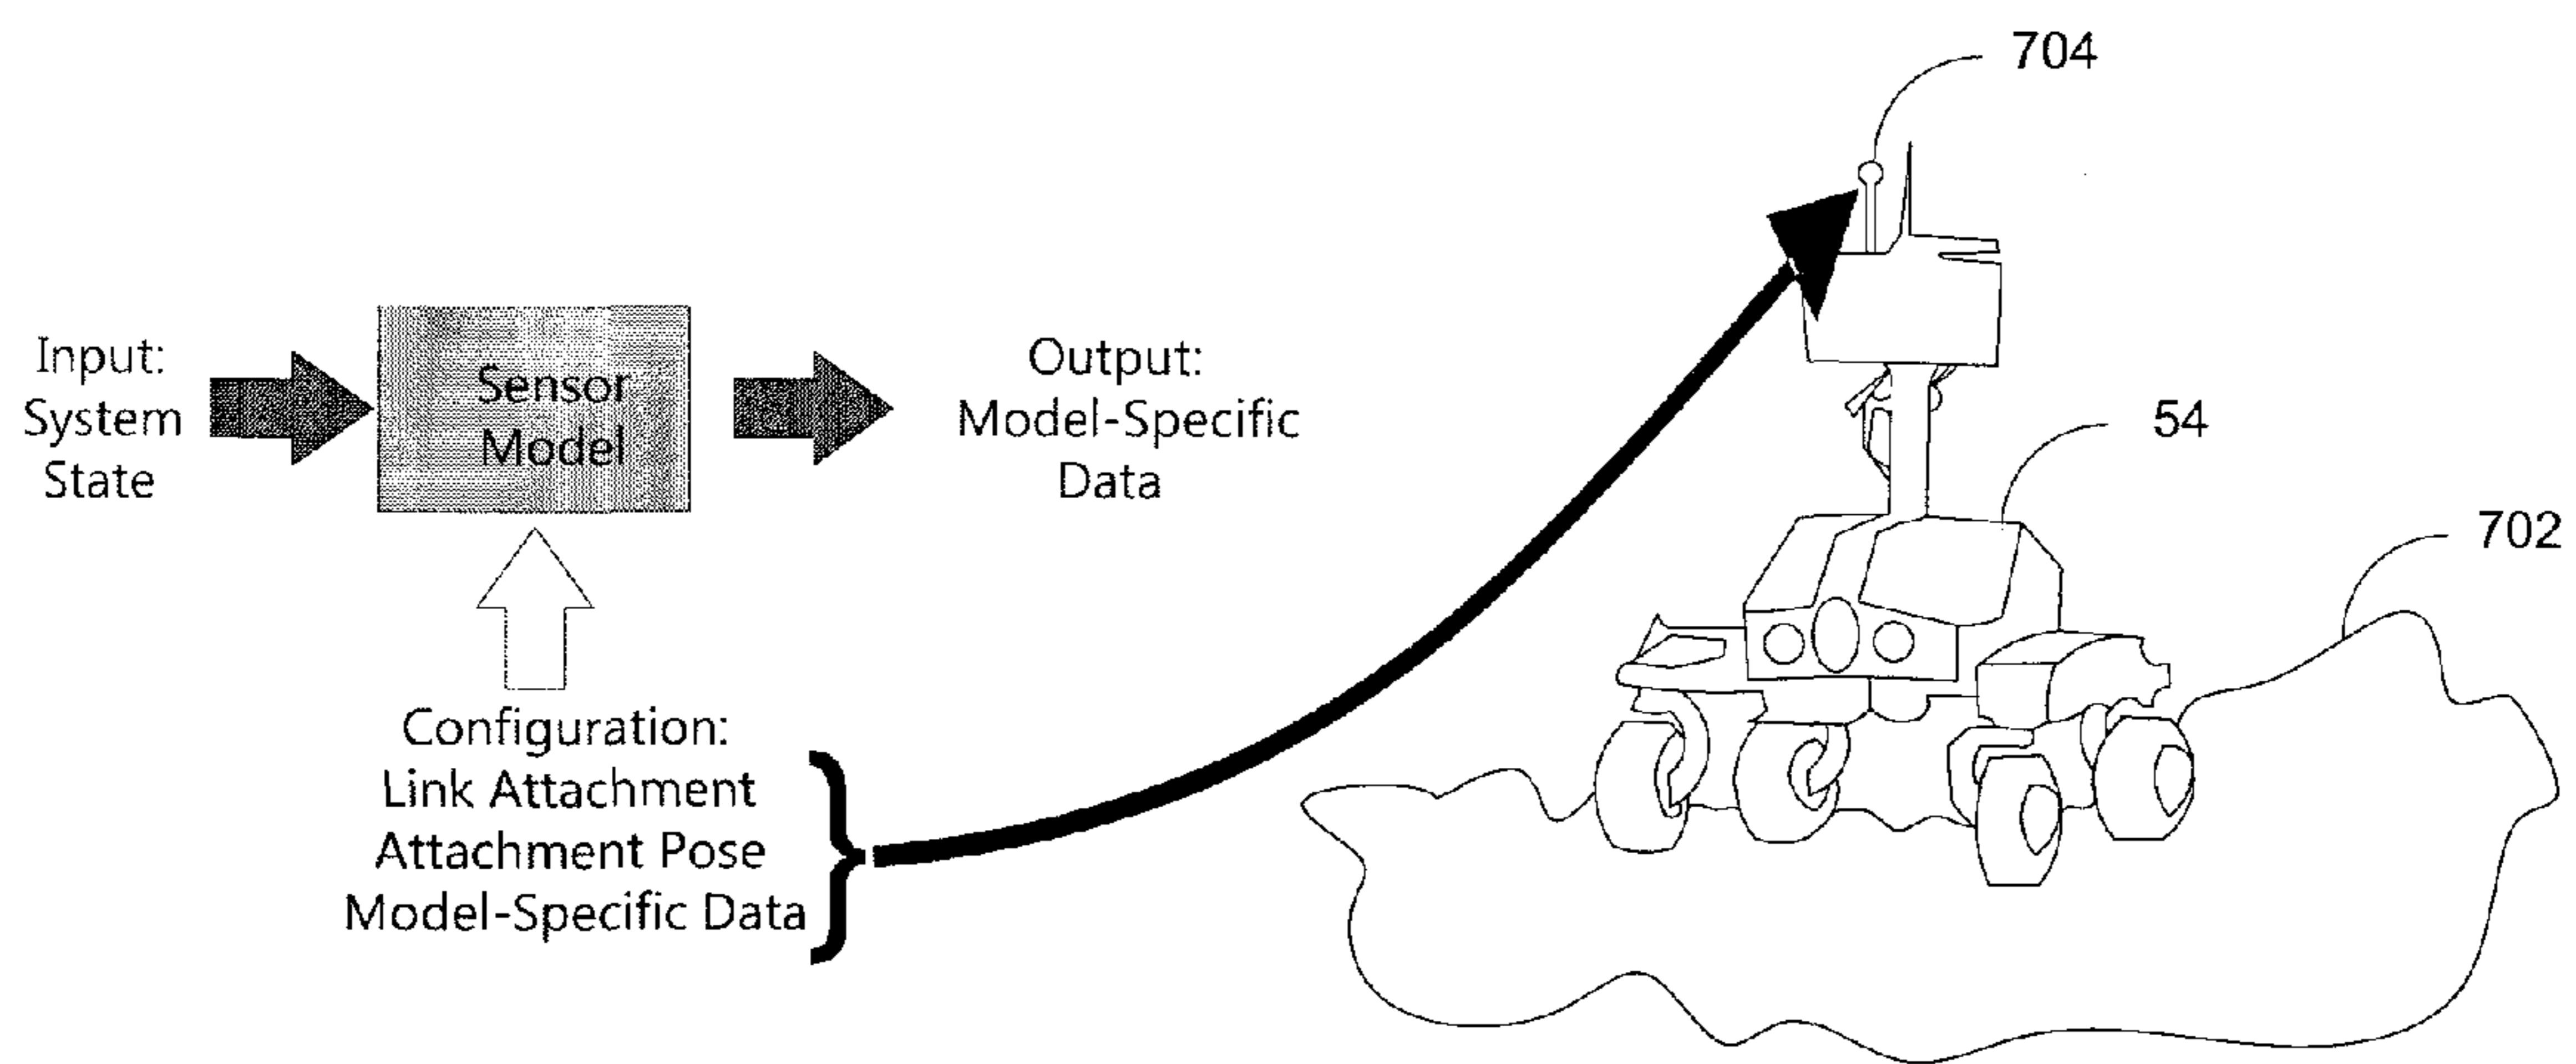 704
Input:
System
State
Sensor
Model
Output:
Model-Specific
Data
54
702
Configuration:
Link Attachment
Attachment Pose
Model-Specific Data